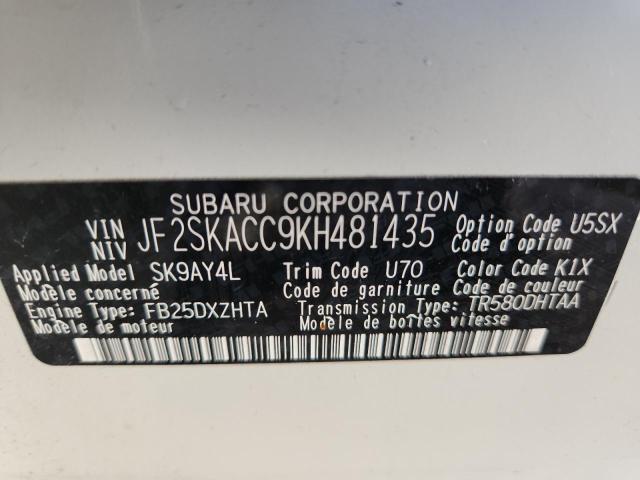 SUBARU CORPORATION
VIN NIV JF2SKACC9KH481435 Option Code U5SX
Code d'option
Applied Model SK9AY4L Trim Code U70 Color Code K1X
Modèle concerné Code de garniture Code de couleur
Engine Type: FB25DXZHTA Transmission Type: TR580DHTAA
Modèle de moteur Modèle de boîtes vitesse